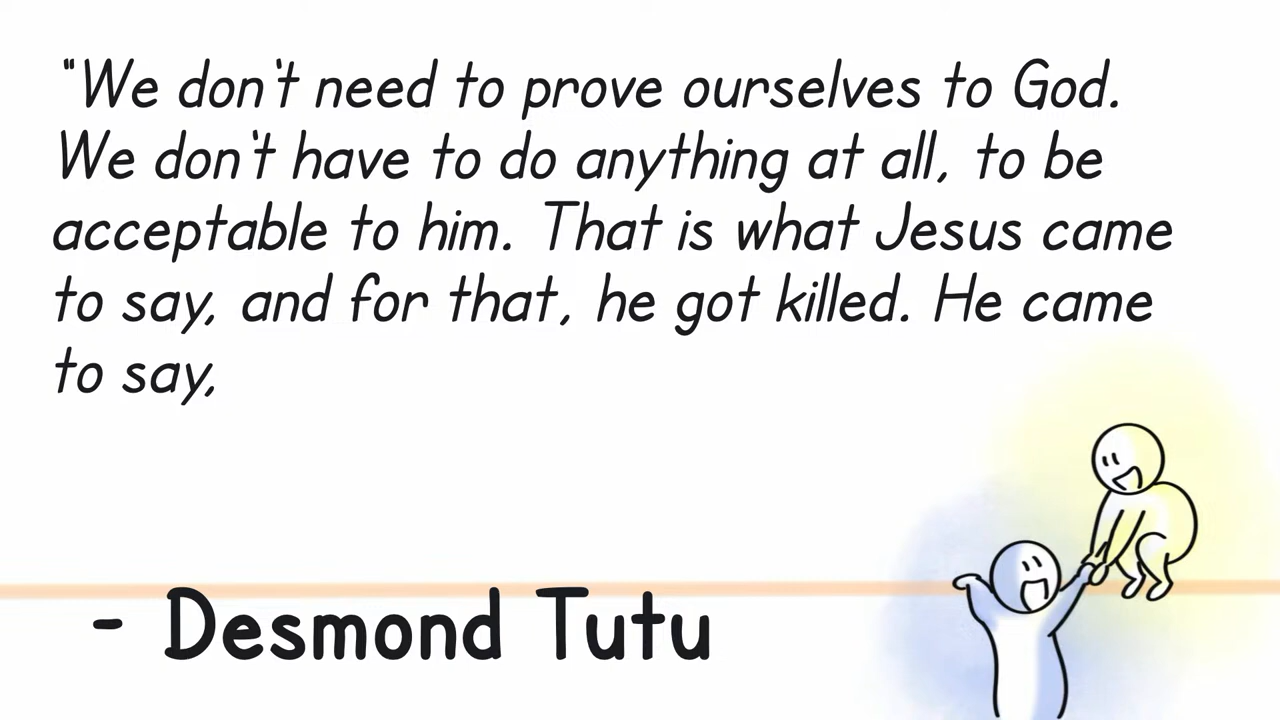 "We don't need to prove ourselves to God.
We don't have to do anything at all, to be
acceptable to him. That is what Jesus came
to say, and for that, he got killed. He came
to say,
- Desmond Tutu